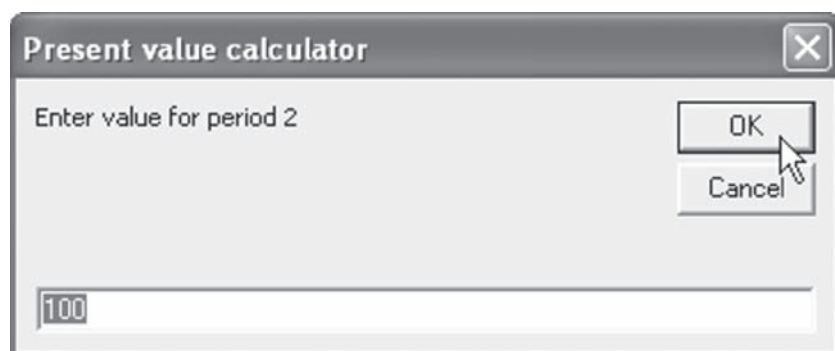 Present value calculator
Enter value for period 2
OK
Cancel
100